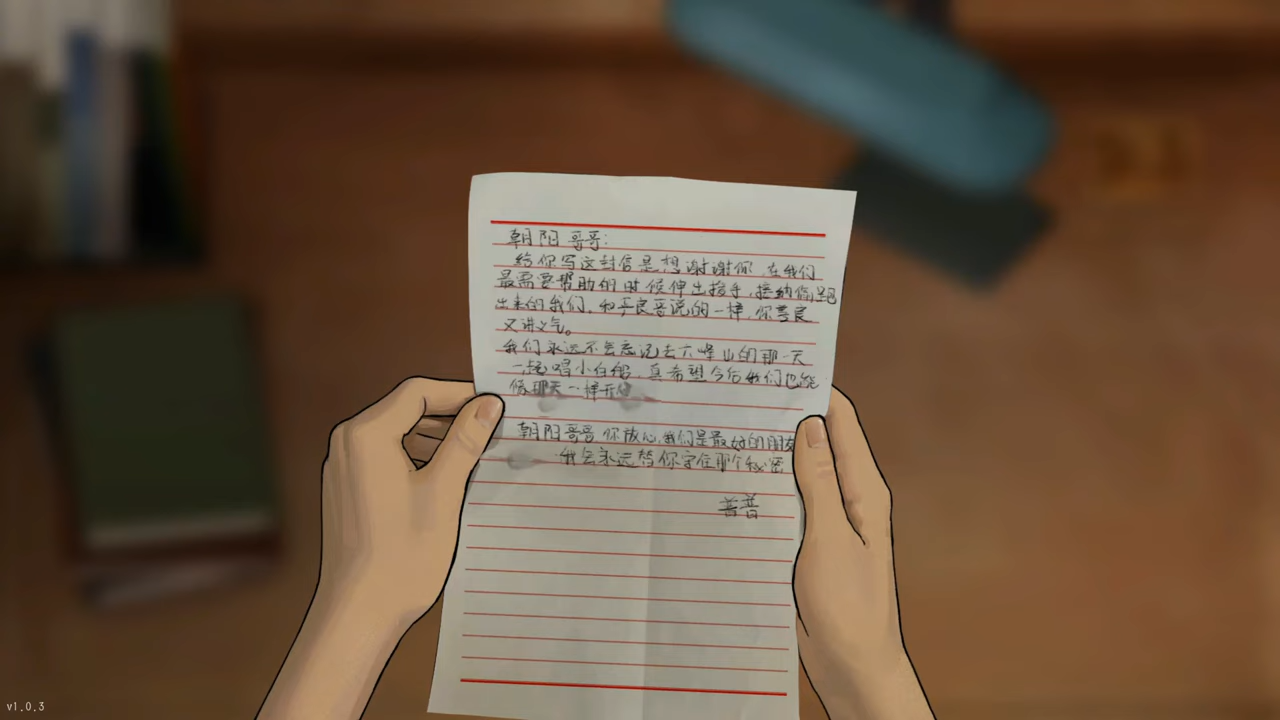 朝阳哥哥:
给你写这封信是想谢谢你,在我们
最需要帮助的时候伸出援手,接纳偷跑
出来的我们。和严良哥说的一样,你善良
又讲义气。
我们永远不会忘记去六峰山的那一天
一起唱小白船,真希望今后我们也能
像那天一样开心
朝阳哥哥 你放心,我们是最好的朋友
我会永远替你守住那个秘密
普普
v1.0.3